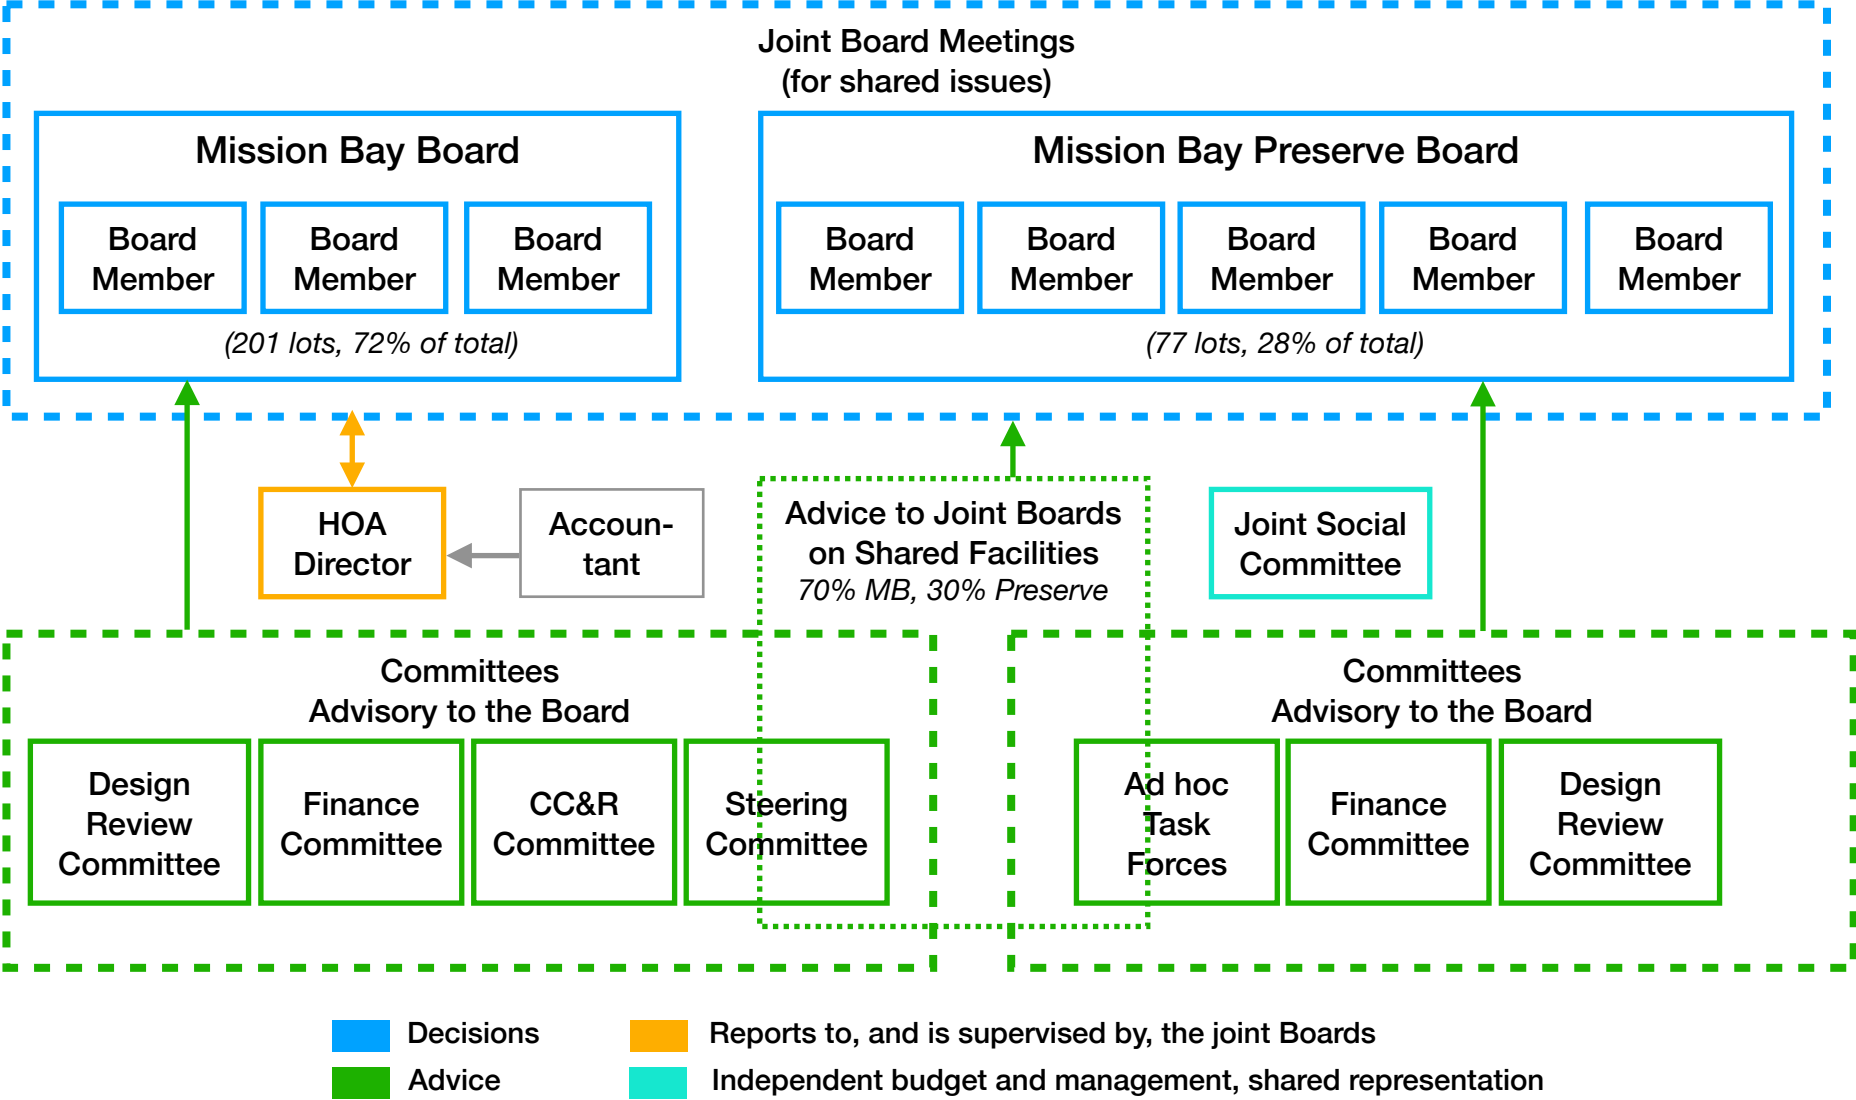 Joint Board Meetings
(for shared issues)
Mission Bay Board
Board
Member
Board
Member
Board
Member
(201 lots, 72% of total)
Mission Bay Preserve Board
Board
Member
Board
Member
Board
Member
Board
Member
Board
Member
(77 lots, 28% of total)
HOA
Director
Accoun-
tant
Advice to Joint Boards
on Shared Facilities
70% MB, 30% Preserve
Joint Social
Committee
Committees
Advisory to the Board
Design
Review
Committee
Finance
Committee
CC&R
Committee
Steering
Committee
Committees
Advisory to the Board
Ad hoc
Task
Forces
Finance
Committee
Design
Review
Committee
Decisions
Reports to, and is supervised by, the joint Boards
Advice
Independent budget and management, shared representation